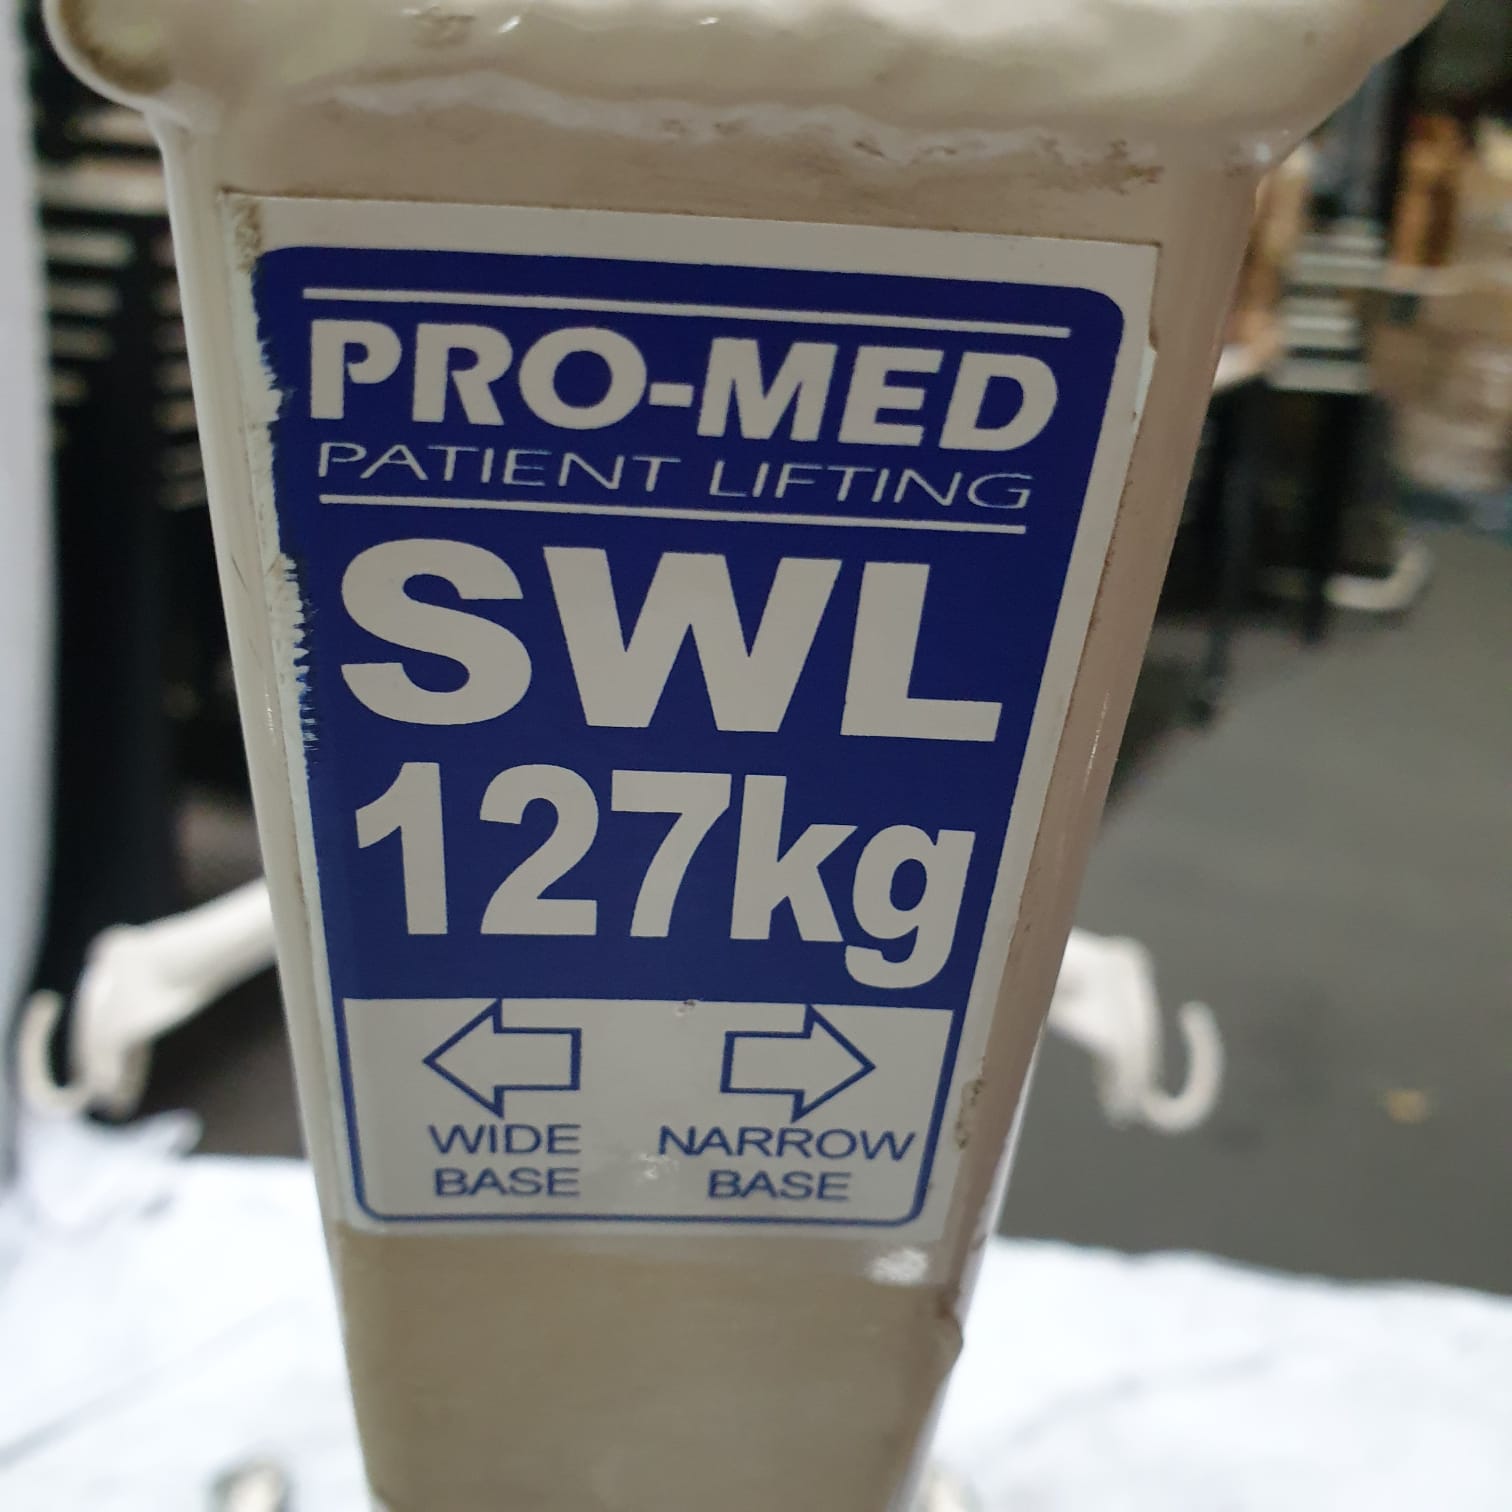 PRO-MED
PATIENT LIFTING
SWL
127kg
WIDE
BASE
NARROW
BASE